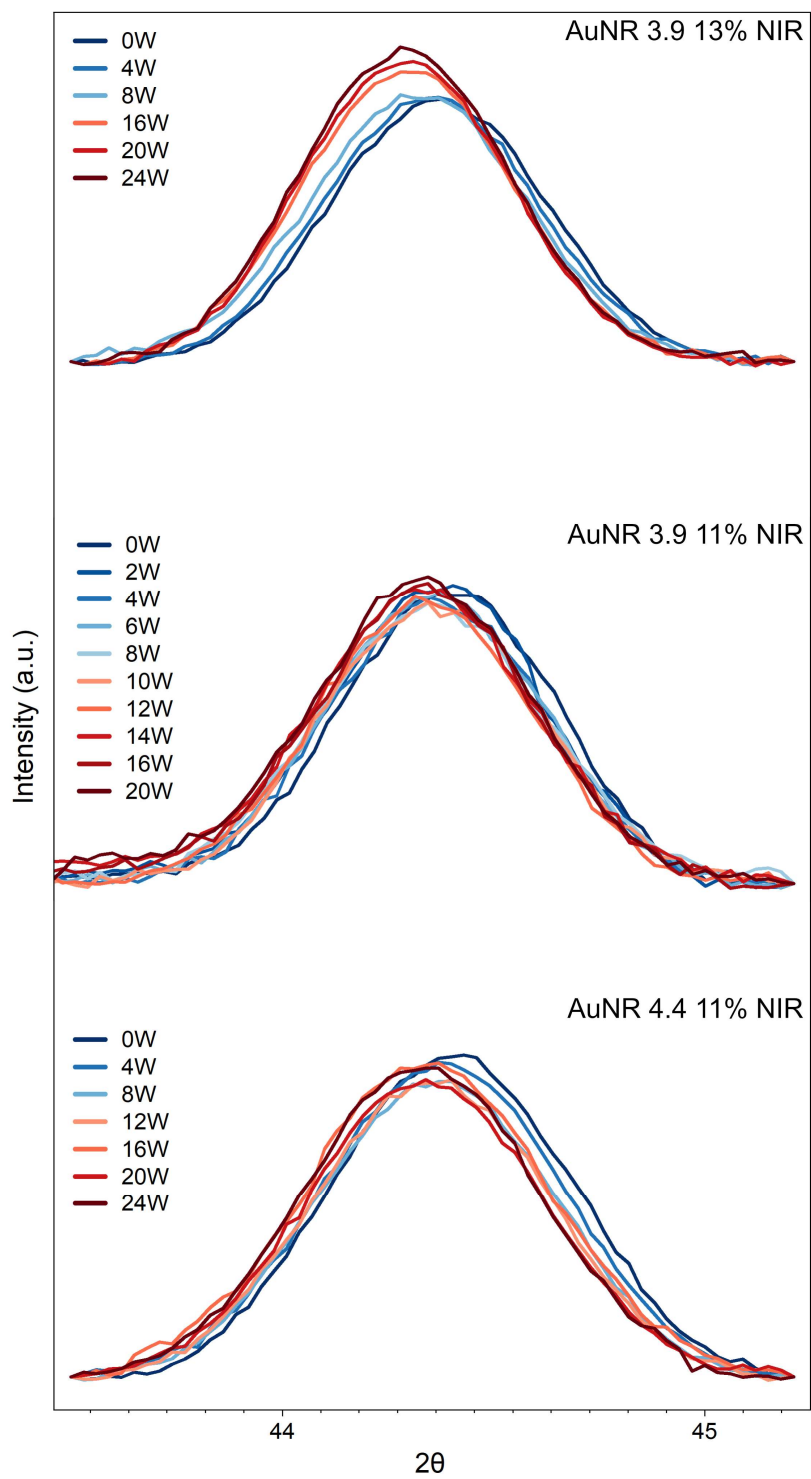 AuNR 3.9 13% NIR
0W
4W
8W
16W
20W
24W
AuNR 3.9 11% NIR
0W
2W
4W
6W
8W
10W
12W
14W
16W
20W
Intensity (a.u.)
AuNR 4.4 11% NIR
0W
4W
8W
12W
16W
20W
24W
44
45
2θ